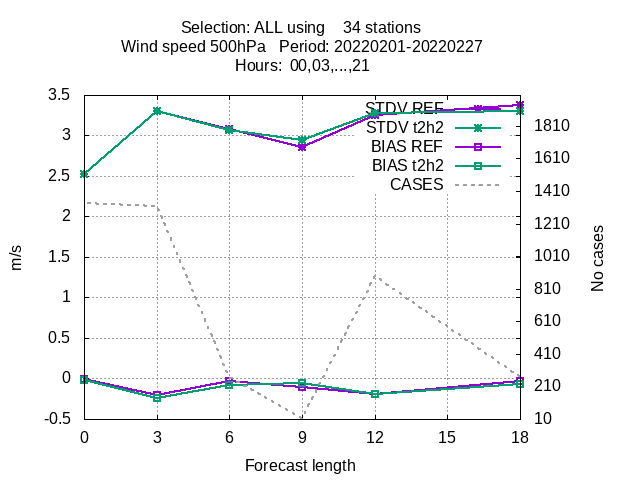 Selection: ALL using    34 stations
Wind speed 500hPa   Period: 20220201-20220227
Hours:  00,03,...,21
STDV REF
STDV t2h2
BIAS REF
BIAS t2h2
CASES
3.5
3
2.5
2
1.5
1
0.5
0
-0.5
m/s
1810
1610
1410
1210
1010
810
610
410
210
10
No cases
0 3 6 9 12 15 18
Forecast length